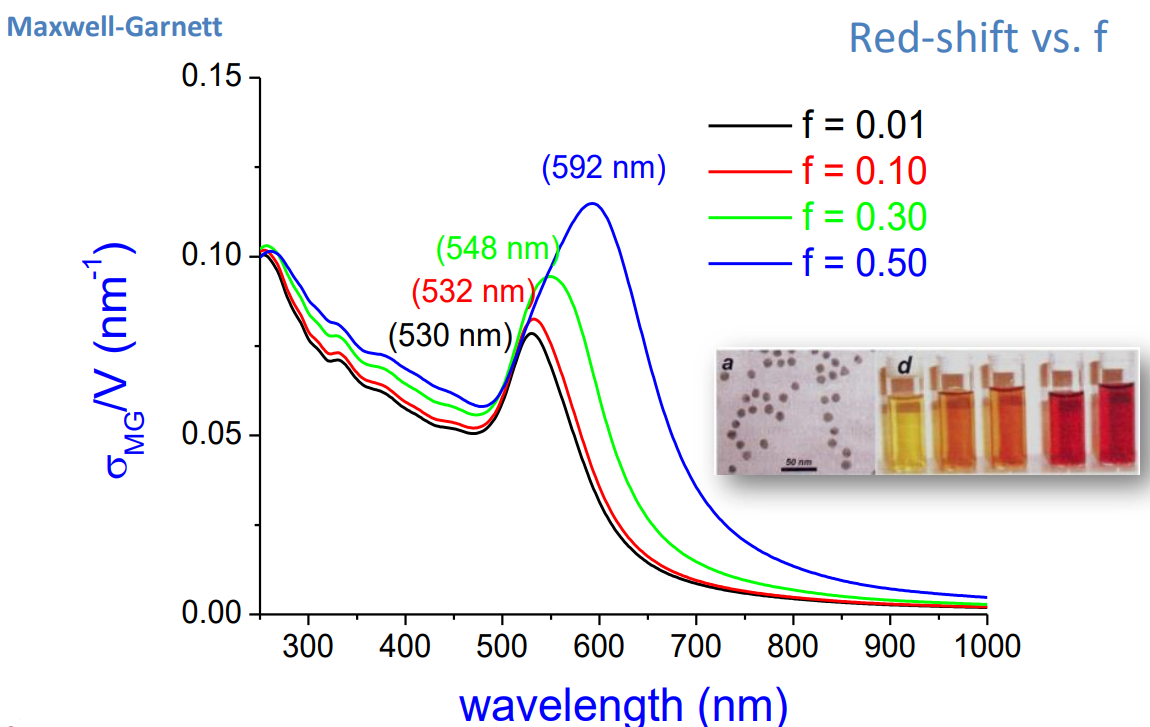 Maxwell-Garnett
Red-shift vs. f
0.15
0.10
0.05
0.00
σMG/V (nm-1)
(592 nm)
(548 nm)
(532 nm)
(530 nm)
f = 0.01
f = 0.10
f = 0.30
f = 0.50
a
50 nm
d
300 400 500 600 700 800 900 1000
wavelength (nm)